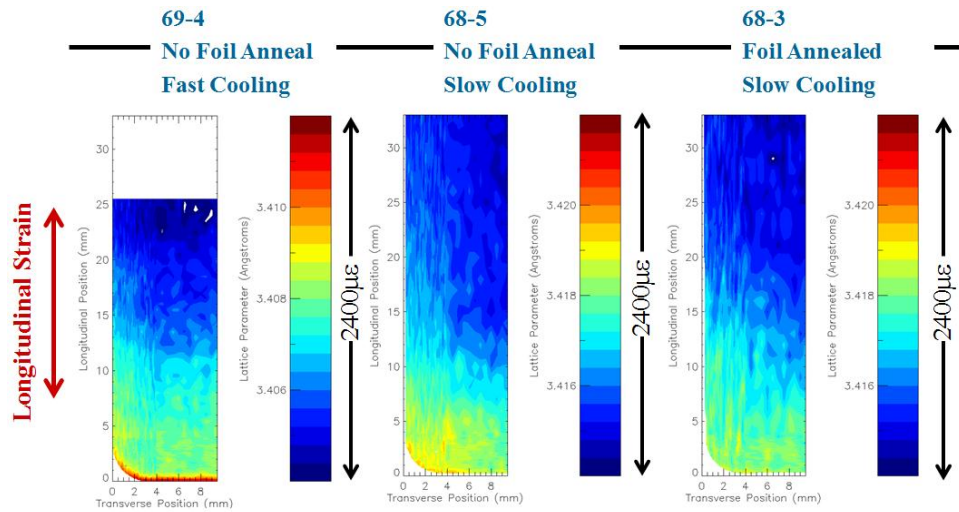 69-4
No Foil Anneal
Fast Cooling
68-5
No Foil Anneal
Slow Cooling
68-3
Foil Annealed
Slow Cooling
Longitudinal Strain
Longitudinal Position (mm)
30
25
20
15
10
5
0
0 2 4 6 8
Transverse Position (mm)
Lattice Parameter (Angstroms)
3.410
3.408
3.406
2400με
Longitudinal Position (mm)
30
25
20
15
10
5
0
0 2 4 6 8
Transverse Position (mm)
Lattice Parameter (Angstroms)
3.420
3.418
3.416
2400με
Longitudinal Position (mm)
30
25
20
15
10
5
0
0 2 4 6 8
Transverse Position (mm)
Lattice Parameter (Angstroms)
3.420
3.418
3.416
2400με